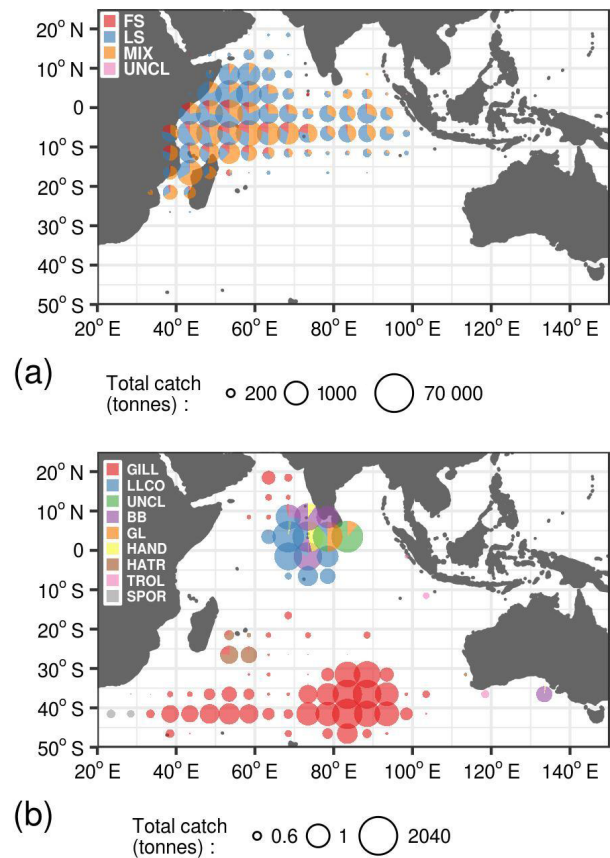 25° N
10° N
0
10° S
20° S
30° S
40° S
50° S
FS
LS
MIX
UNCL
20° E 40° E 60° E 80° E 100° E 120° E 140° E
(a)
Total catch
(tonnes) : 200 1000 70 000
20° N
10° N
0
10° S
20° S
30° S
40° S
50° S
GILL
LLCO
UNCL
BB
GL
HAND
HATR
TROL
SPOR
20° E 40° E 60° E 80° E 100° E 120° E 140° E
(b)
Total catch
(tonnes) : 0.6 1 2040